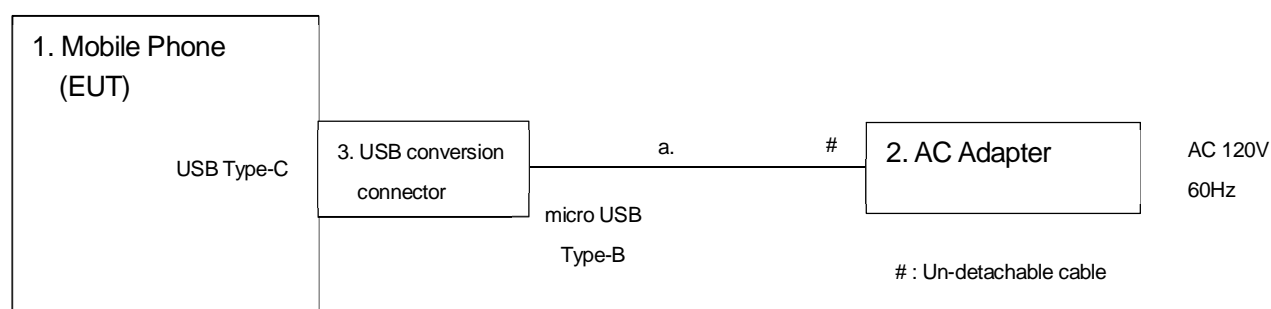 1. Mobile Phone
(EUT)
USB Type-C
3. USB conversion
connector
a.
#
micro USB
Type-B
2. AC Adapter
AC 120V
60Hz
# : Un-detachable cable